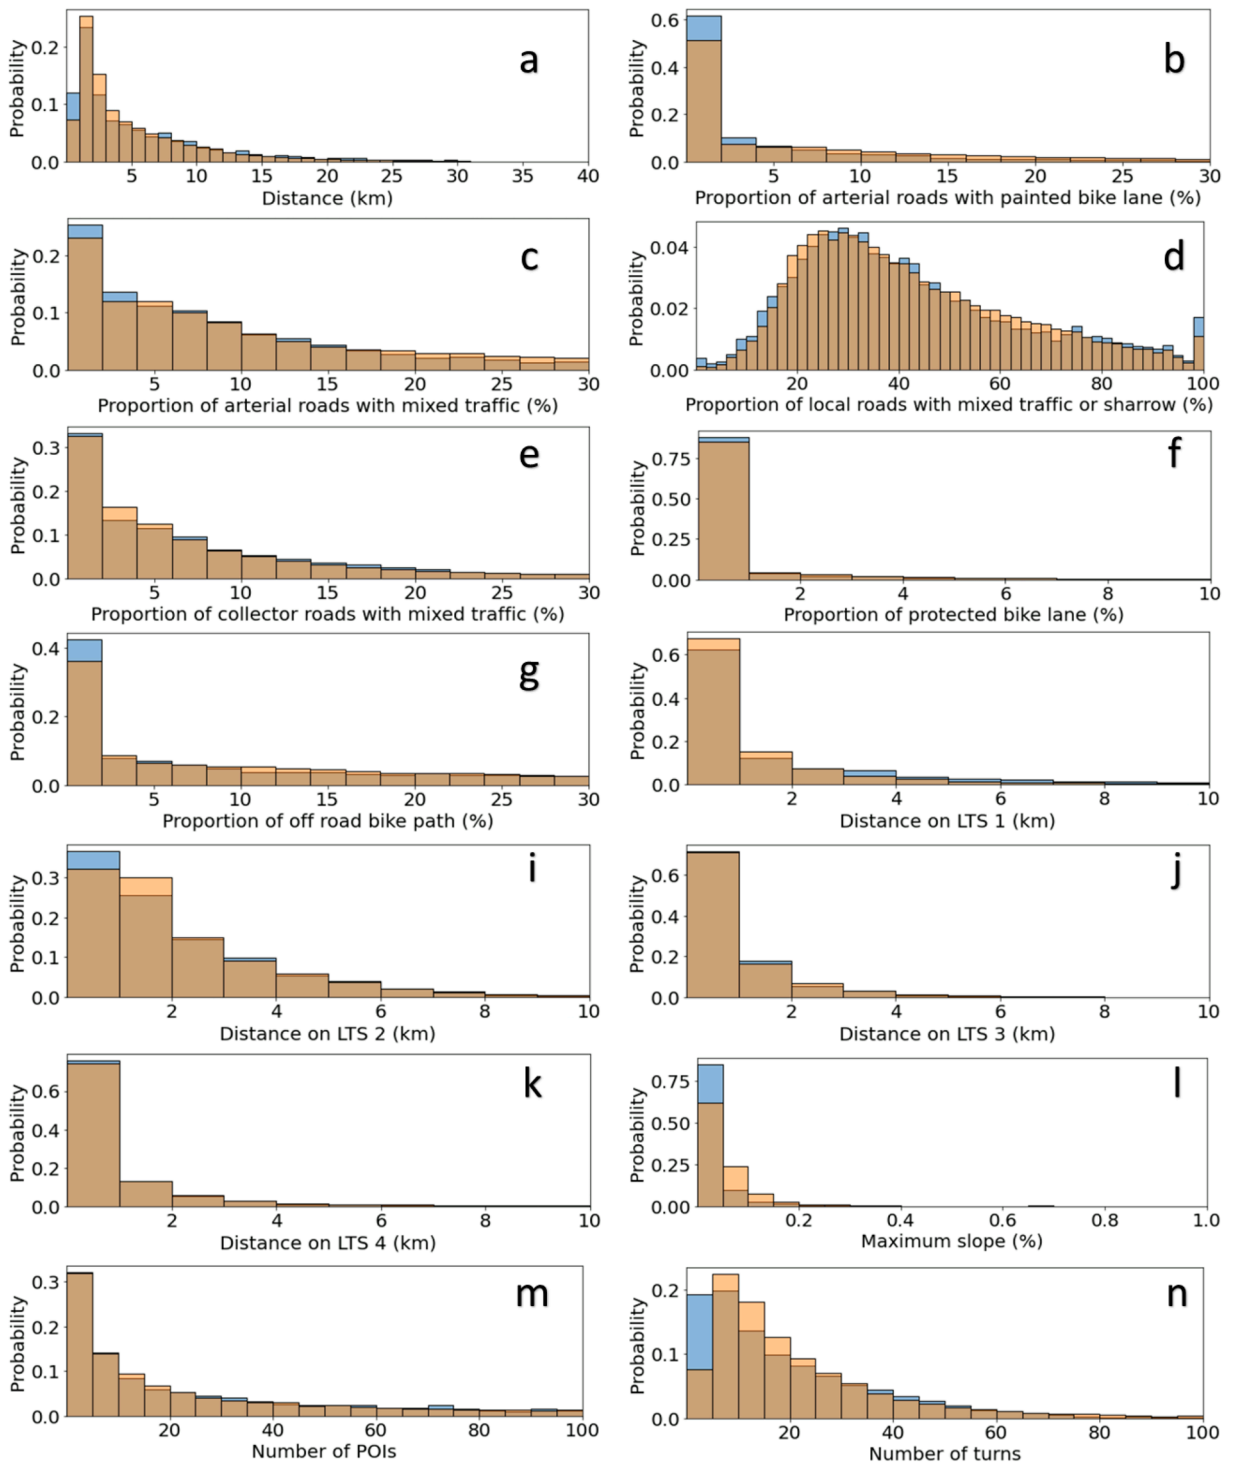 a
Probability
0.2
0.1
0.0
5 10 15 20 25 30 35 40
Distance (km)
b
Probability
0.6
0.4
0.2
0.0
5 10 15 20 25 30
Proportion of arterial roads with painted bike lane (%)
c
Probability
0.2
0.1
0.0
5 10 15 20 25 30
Proportion of arterial roads with mixed traffic (%)
d
Probability
0.04
0.02
0.00
20 40 60 80 100
Proportion of local roads with mixed traffic or sharrow (%)
e
Probability
0.3
0.2
0.1
0.0
5 10 15 20 25 30
Proportion of collector roads with mixed traffic (%)
f
Probability
0.75
0.50
0.25
0.00
2 4 6 8 10
Proportion of protected bike lane (%)
g
Probability
0.4
0.2
0.0
5 10 15 20 25 30
Proportion of off road bike path (%)
Probability
0.6
0.4
0.2
0.0
2 4 6 8 10
Distance on LTS 1 (km)
i
Probability
0.3
0.2
0.1
0.0
2 4 6 8 10
Distance on LTS 2 (km)
j
Probability
0.6
0.4
0.2
0.0
2 4 6 8 10
Distance on LTS 3 (km)
k
Probability
0.6
0.4
0.2
0.0
2 4 6 8 10
Distance on LTS 4 (km)
l
Probability
0.75
0.50
0.25
0.00
0.2 0.4 0.6 0.8 1.0
Maximum slope (%)
m
Probability
0.3
0.2
0.1
0.0
20 40 60 80 100
Number of POIs
n
Probability
0.2
0.1
0.0
20 40 60 80 100
Number of turns